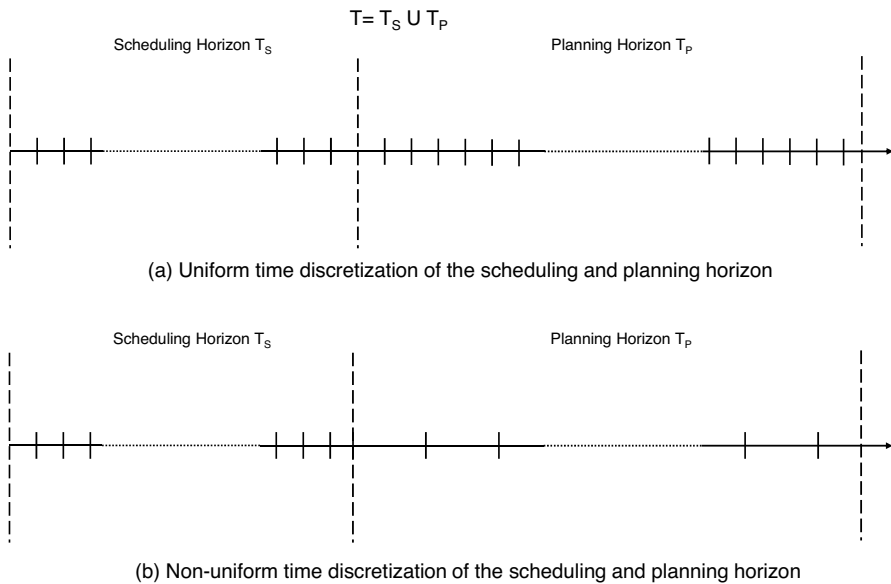 T= T_S U T_P
Scheduling Horizon T_S
Planning Horizon T_P
(a) Uniform time discretization of the scheduling and planning horizon
Scheduling Horizon T_S
Planning Horizon T_P
(b) Non-uniform time discretization of the scheduling and planning horizon